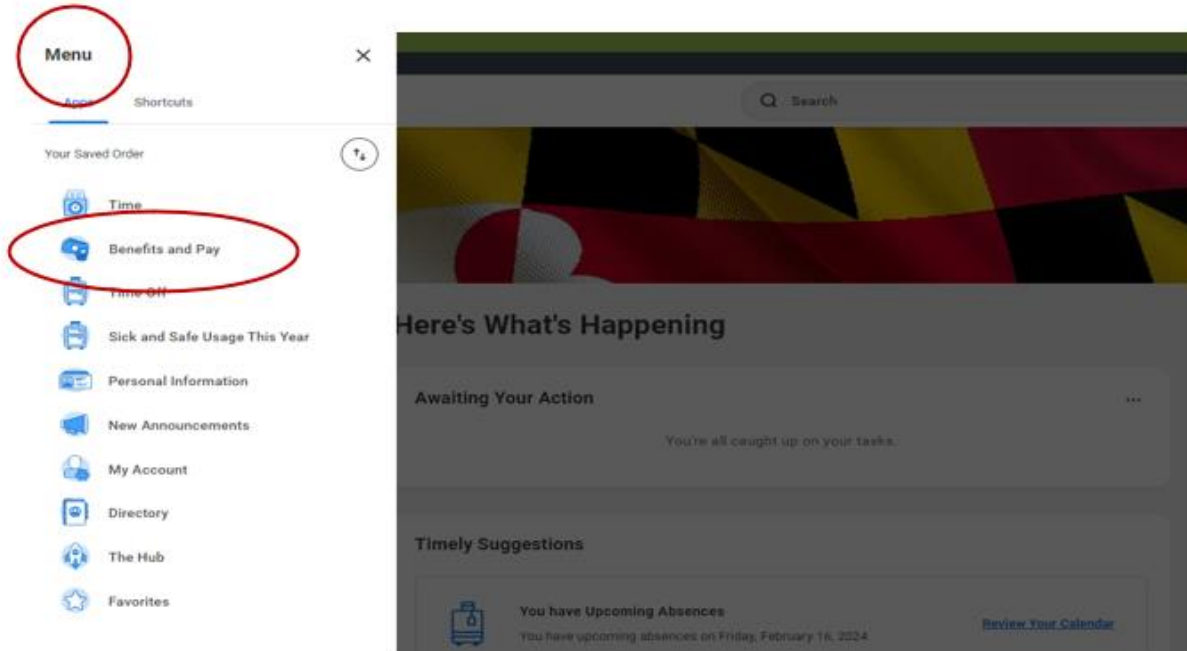 Menu
Apps Shortcuts
Search
Your Saved Order
Time
Benefits and Pay
Time Off
Sick and Safe Usage This Year
Personal Information
New Announcements
My Account
Directory
The Hub
Favorites
Here's What's Happening
Awaiting Your Action
You're all caught up on your tasks.
Timely Suggestions
You have Upcoming Absences
You have upcoming absences on Friday, February 16, 2024
Review Your Calendar